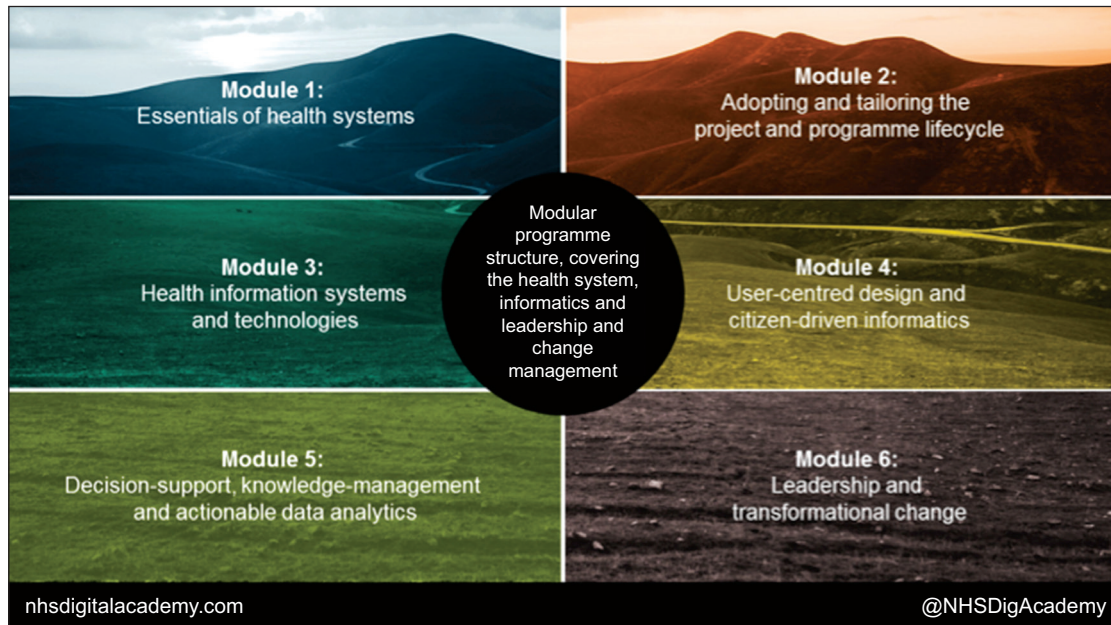 Module 1:
Essentials of health systems
Module 2:
Adopting and tailoring the
project and programme lifecycle
Modular
programme
structure, covering
the health system,
informatics and
leadership and
change
management
Module 3:
Health information systems
and technologies
Module 4:
User-centred design and
citizen-driven informatics
Module 5:
Decision-support, knowledge-management
and actionable data analytics
Module 6:
Leadership and
transformational change
nhsdigitalacademy.com
@NHSDigAcademy